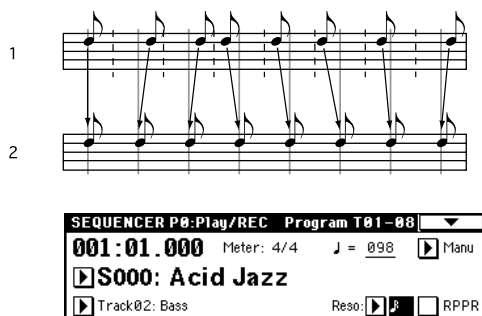 1
2
SEQUENCER P0:Play/REC Program T01-08
001:01.000 Meter: 4/4 ♩ = 098 Manu
S000: Acid Jazz
Track02: Bass Reso: ♪ RPPR